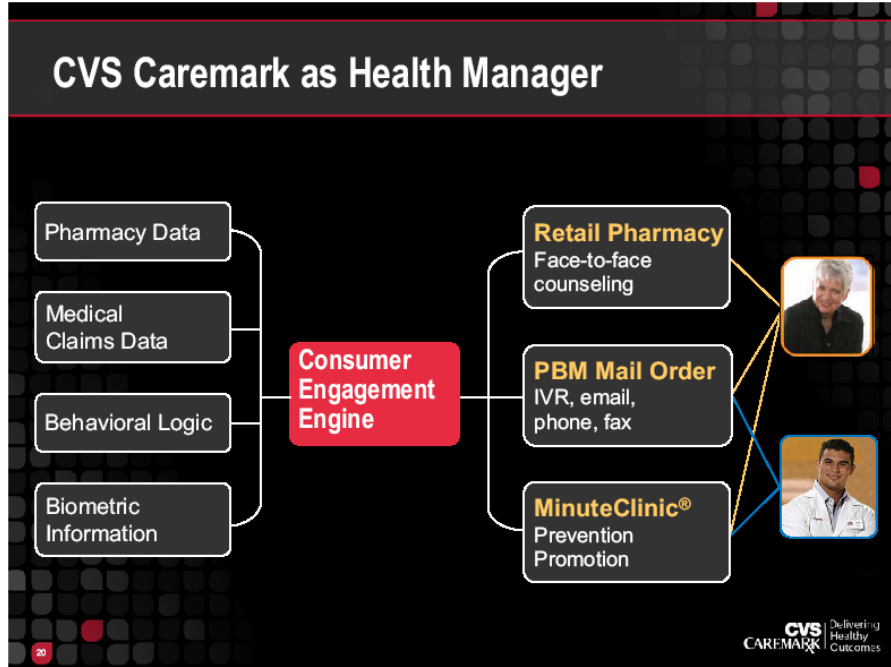 CVS Caremark as Health Manager
Pharmacy Data
Medical
Claims Data
Behavioral Logic
Biometric
Information
Consumer
Engagement
Engine
Retail Pharmacy
Face-to-face
counseling
PBM Mail Order
IVR, email,
phone, fax
MinuteClinic®
Prevention
Promotion
20
CVS
CAREMARK
Delivering
Healthy
Outcomes